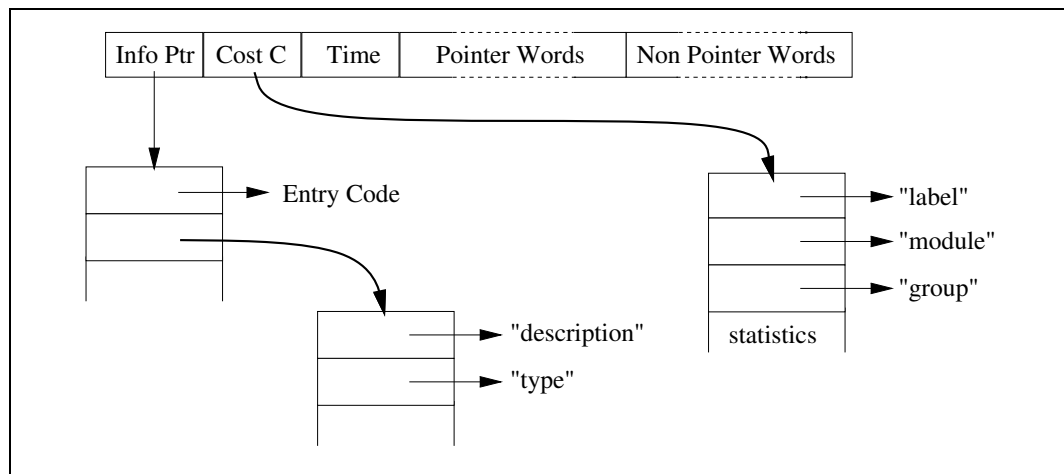 Info Ptr Cost C Time Pointer Words Non Pointer Words
Entry Code
"label"
"module"
"group"
statistics
"description"
"type"